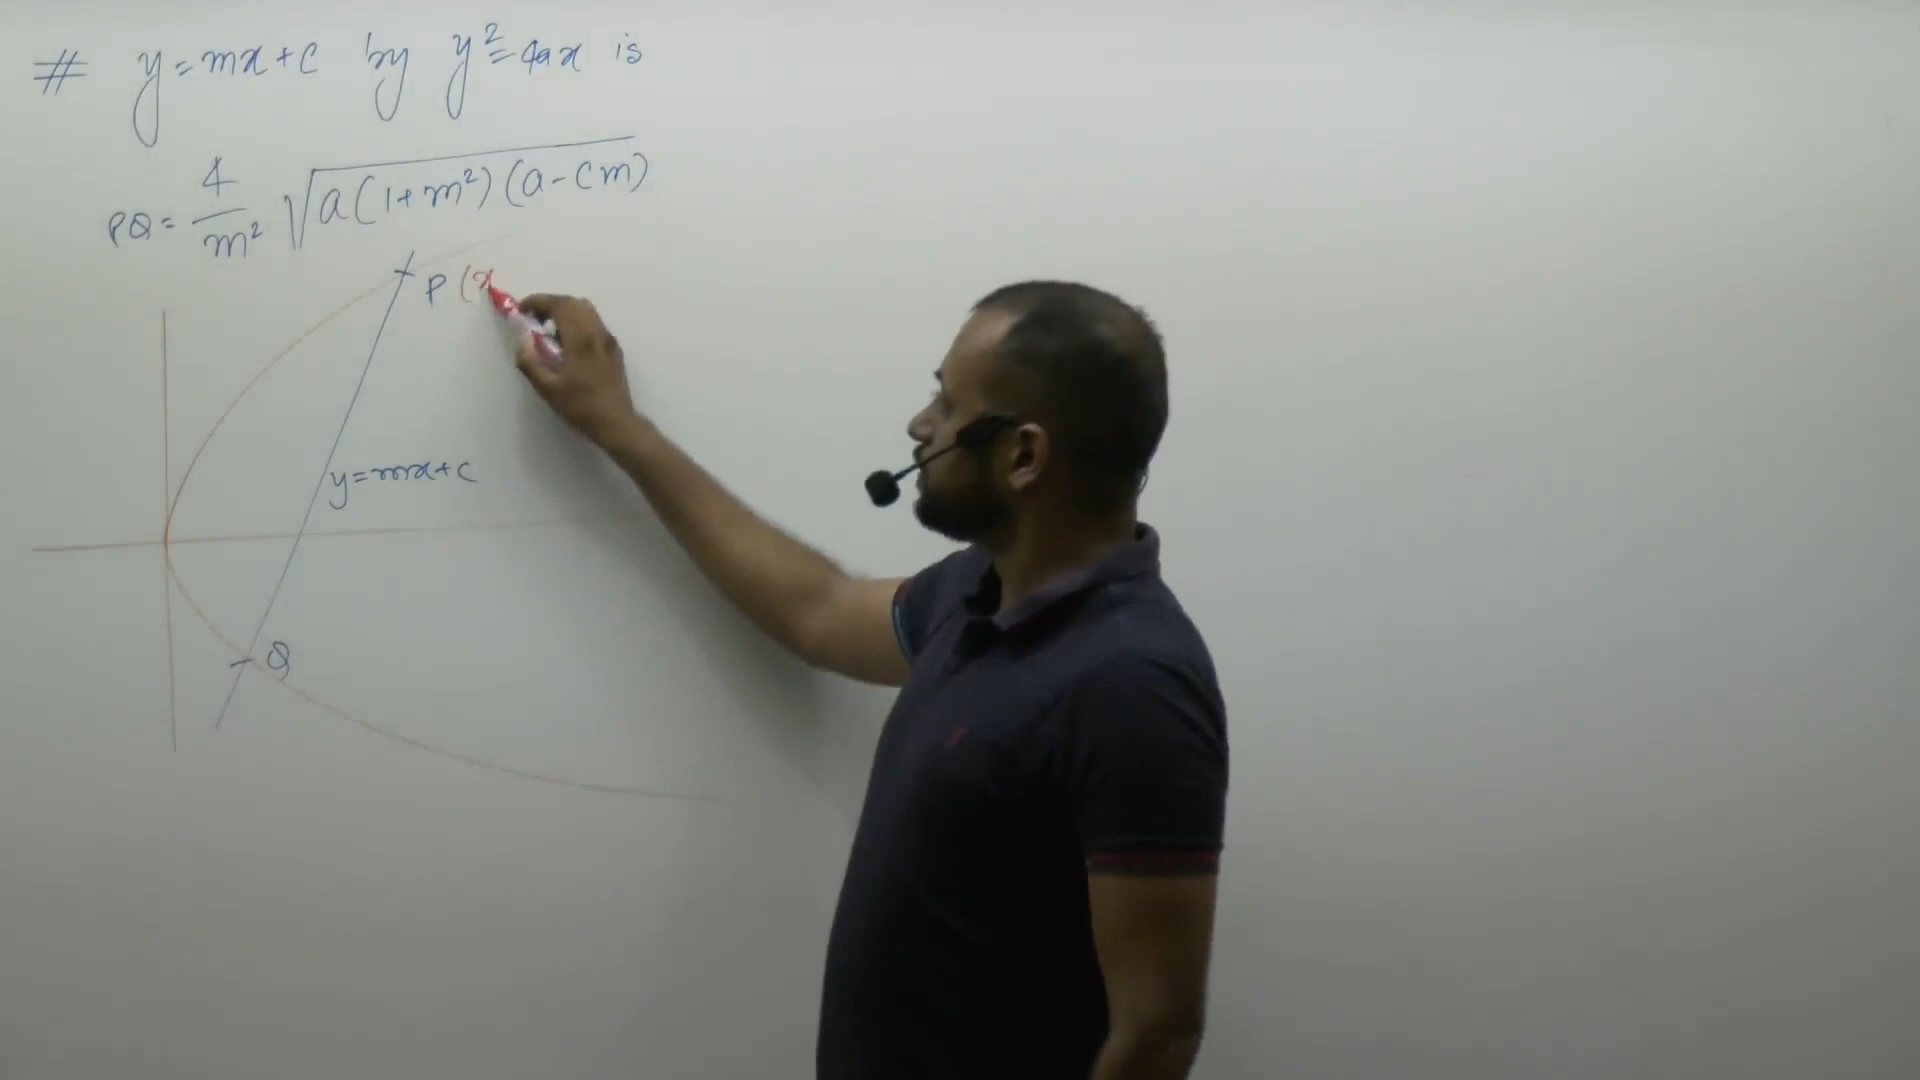 # y=mx+c by y²=4ax is
PQ= 4/m² √a(1+m²)(a-cm)
P (x
y=mx+c
Q